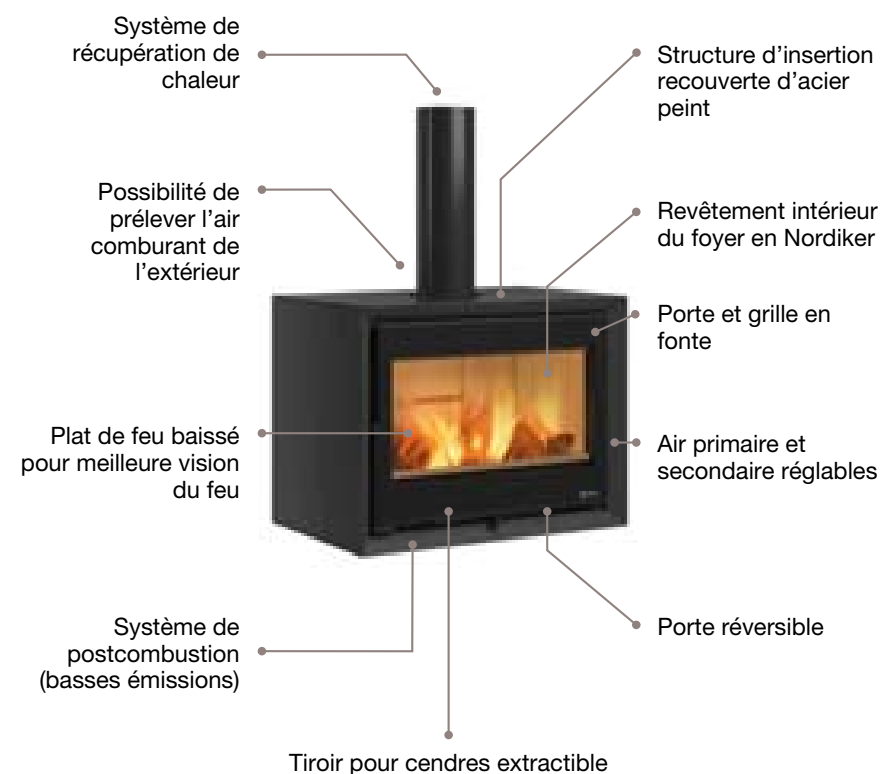 Système de
récupération de
chaleur
Structure d’insertion
recouverte d’acier
peint
Possibilité de
prélever l’air
comburant de
l’extérieur
Revêtement intérieur
du foyer en Nordiker
Porte et grille en
fonte
Plat de feu baissé
pour meilleure vision
du feu
Air primaire et
secondaire réglables
Système de
postcombustion
(basses émissions)
Porte réversible
Tiroir pour cendres extractible